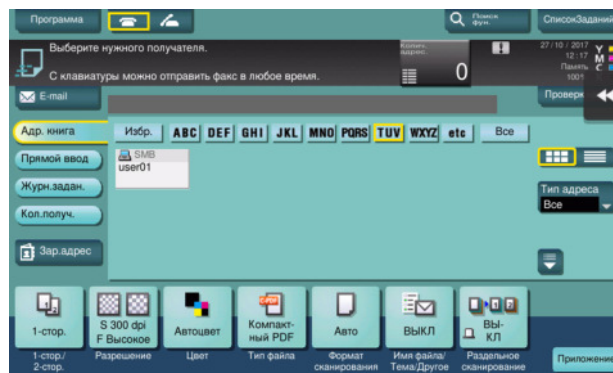 Программа
Поиск фун.
СписокЗаданий
Выберите нужного получателя.
С клавиатуры можно отправить факс в любое время.
Колич. адрес.
0
27/10/2017
12:17
Память
100%
Y
M
C
E-mail
Проверк
Адр. книга
Избр.
ABC
DEF
GHI
JKL
MNO
PQRS
TUV
WXYZ
etc
Все
SMB
user01
Прямой ввод
Журн.задан.
Кол.получ.
Зар.адрес
Тип адреса
Все
1-стор.
S 300 dpi
F Высокое
Автоцвет
Компакт-
ный PDF
Авто
ВЫКЛ
ВЫ-
КЛ
1-стор./
2-стор.
Разрешение
Цвет
Тип файла
Формат
сканирования
Имя файла/
Тема/Другое
Раздельное
сканирование
Приложение